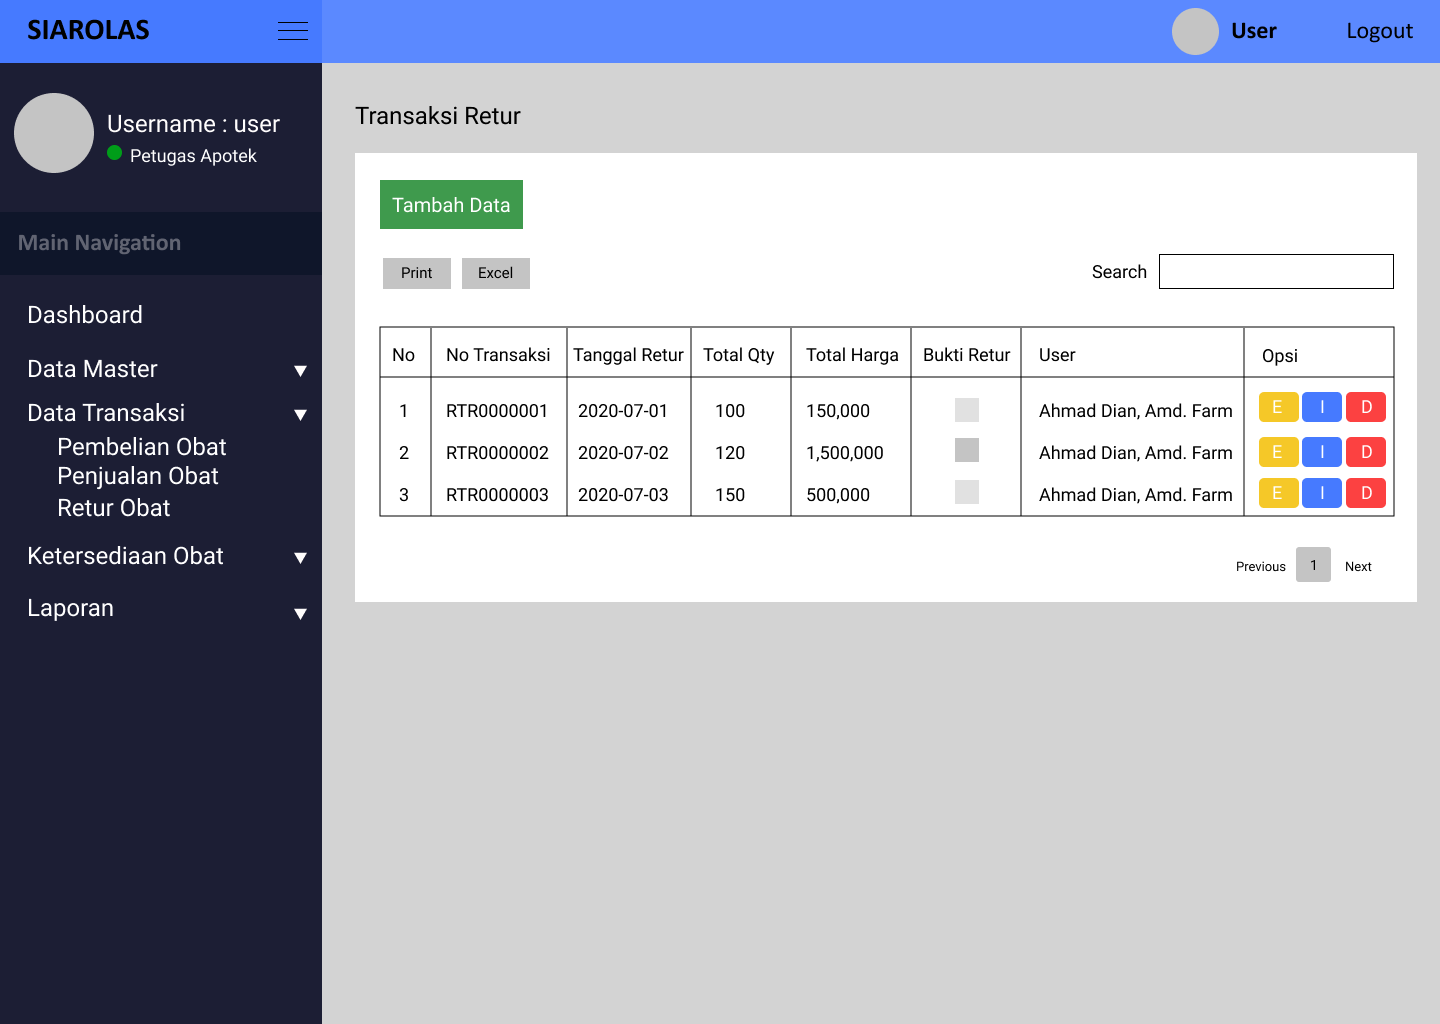 SIAROLAS
User
Logout
Username : user
Petugas Apotek
Main Navigation
Dashboard
Data Master
Data Transaksi
Pembelian Obat
Penjualan Obat
Retur Obat
Ketersediaan Obat
Laporan
Transaksi Retur
Tambah Data
Print Excel
Search
No No Transaksi Tanggal Retur Total Qty Total Harga Bukti Retur User Opsi
1 RTR0000001 2020-07-01 100 150,000 Ahmad Dian, Amd. Farm E I D
2 RTR0000002 2020-07-02 120 1,500,000 Ahmad Dian, Amd. Farm E I D
3 RTR0000003 2020-07-03 150 500,000 Ahmad Dian, Amd. Farm E I D
Previous 1 Next